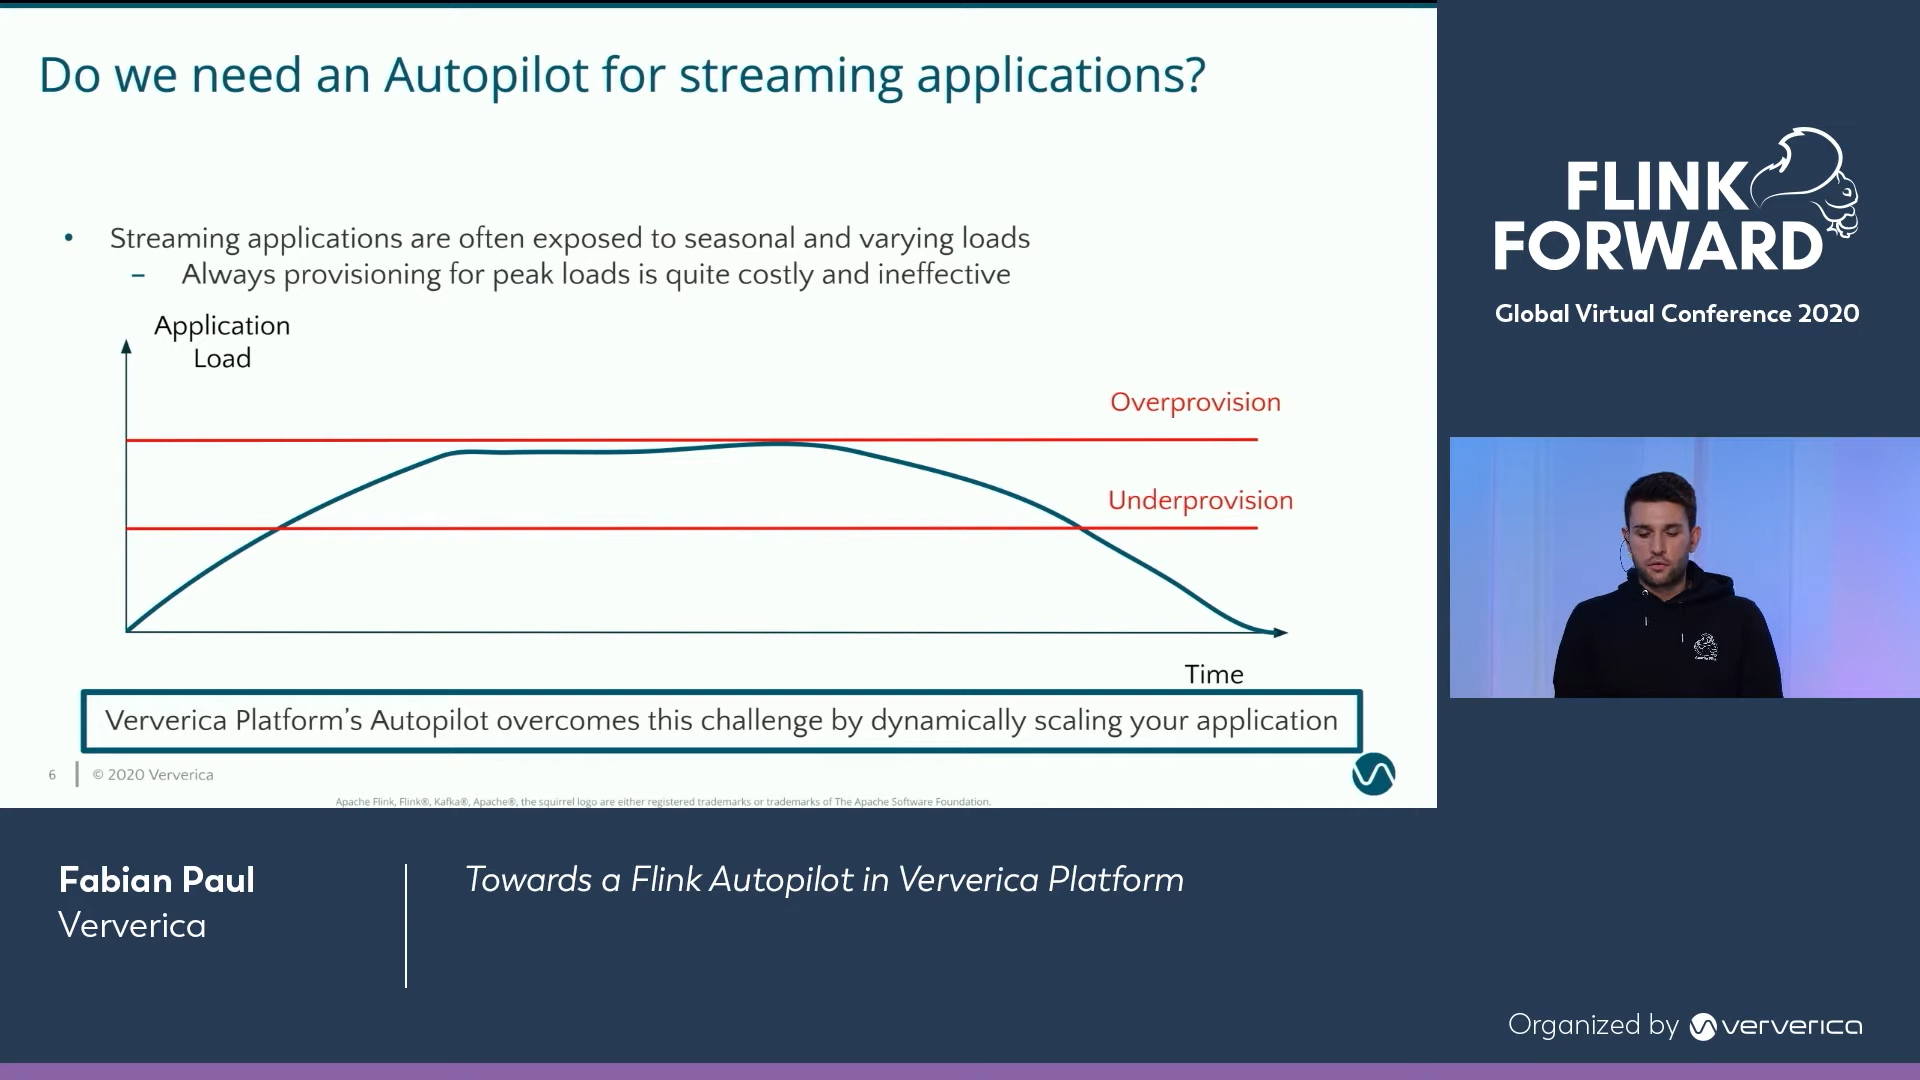 Do we need an Autopilot for streaming applications?
• Streaming applications are often exposed to seasonal and varying loads
– Always provisioning for peak loads is quite costly and ineffective
Application
Load
Overprovision
Underprovision
Time
Ververica Platform’s Autopilot overcomes this challenge by dynamically scaling your application
6
© 2020 Ververica
Apache Flink, Flink®, Kafka®, Apache®, the squirrel logo are either registered trademarks or trademarks of The Apache Software Foundation.
FLINK
FORWARD
Global Virtual Conference 2020
Fabian Paul
Ververica
Towards a Flink Autopilot in Ververica Platform
Organized by ververica